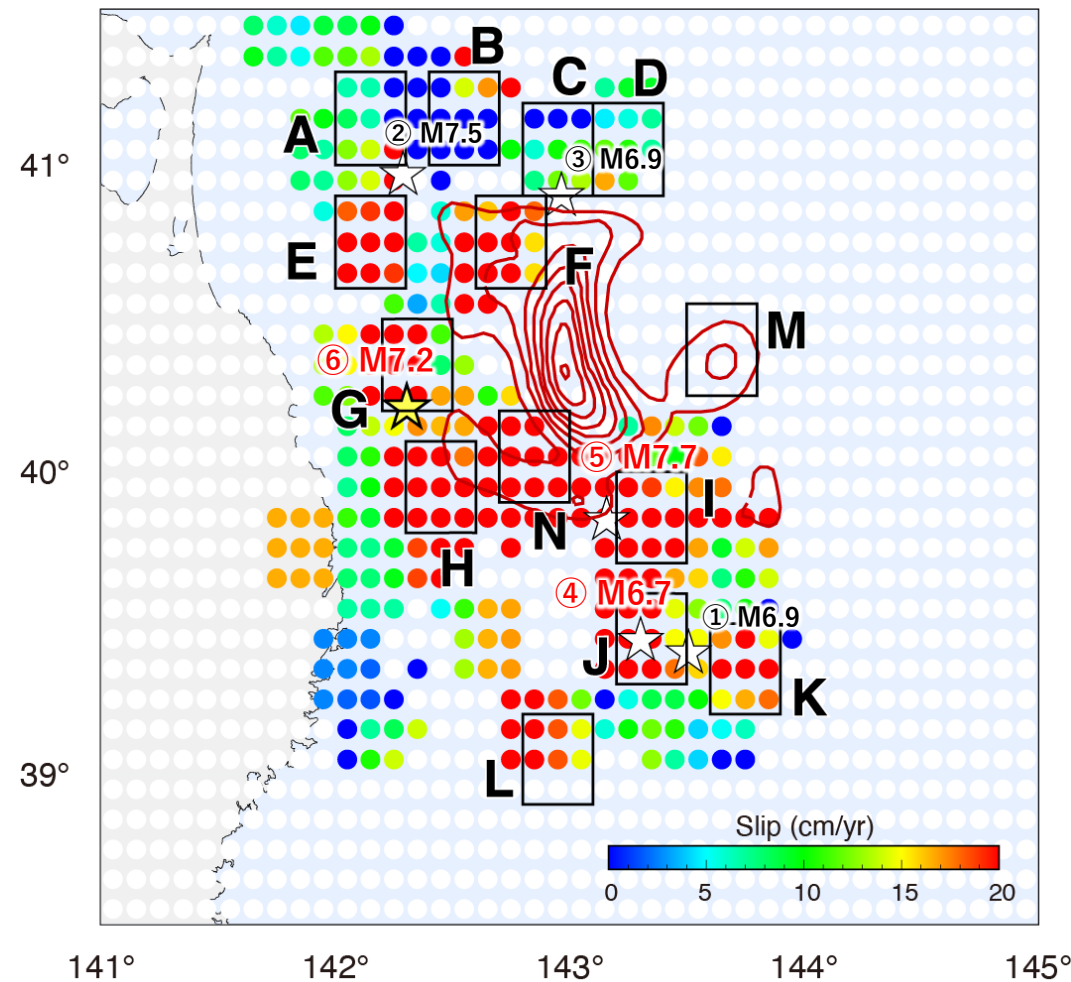 B
C
D
A
② M7.5
③ M6.9
41°
E
F
M
⑥ M7.2
G
40°
⑤ M7.7
I
N
H
④ M6.7
① M6.9
J
K
39°
L
Slip (cm/yr)
0 5 10 15 20
141° 142° 143° 144° 145°